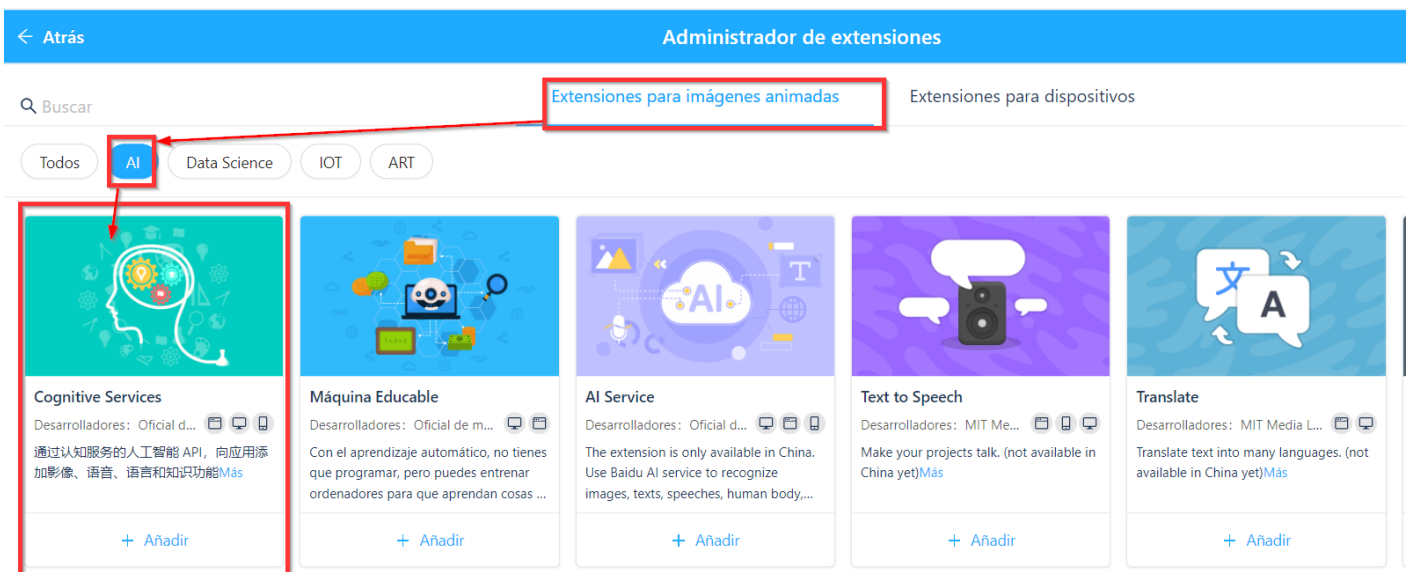 ← Atrás
Administrador de extensiones
Buscar
Extensiones para imágenes animadas
Extensiones para dispositivos
Todos
AI
Data Science
IOT
ART
Cognitive Services
Desarrolladores: Oficial d...
通过认知服务的人工智能 API，向应用添
加影像、语音、语言和知识功能Más
+ Añadir
1+2=3
Máquina Educable
Desarrolladores: Oficial de m...
Con el aprendizaje automático, no tienes
que programar, pero puedes entrenar
ordenadores para que aprendan cosas ...
+ Añadir
AI
T
AI Service
Desarrolladores: Oficial d...
The extension is only available in China.
Use Baidu AI service to recognize
images, texts, speeches, human body,...
+ Añadir
Text to Speech
Desarrolladores: MIT Me...
Make your projects talk. (not available in
China yet)Más
+ Añadir
文
A
Translate
Desarrolladores: MIT Media L...
Translate text into many languages. (not
available in China yet)Más
+ Añadir